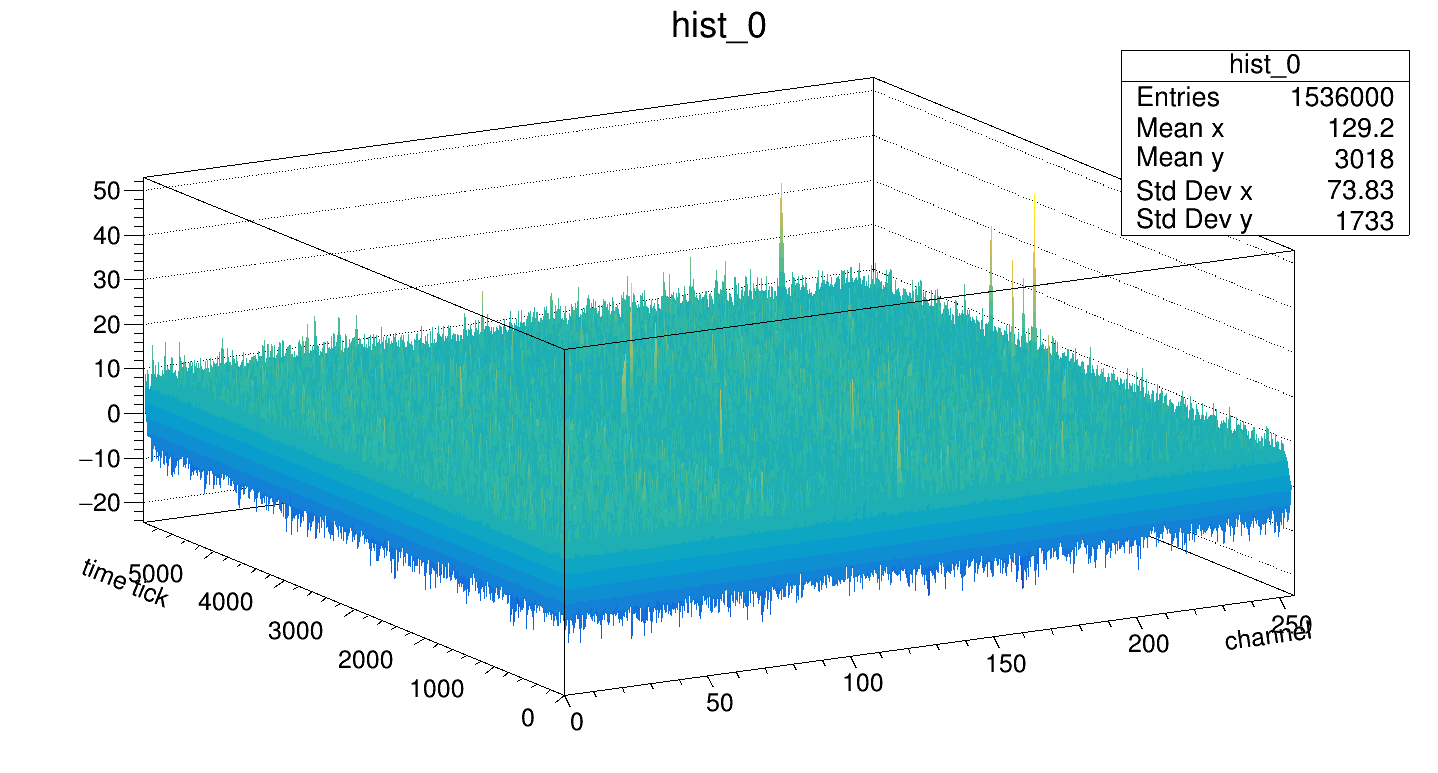 hist_0
hist_0
Entries 1536000
Mean x 129.2
Mean y 3018
Std Dev x 73.83
Std Dev y 1733
50
40
30
20
10
0
−10
−20
time tick
5000
4000
3000
2000
1000
0
0
50
100
150
200
250
channel